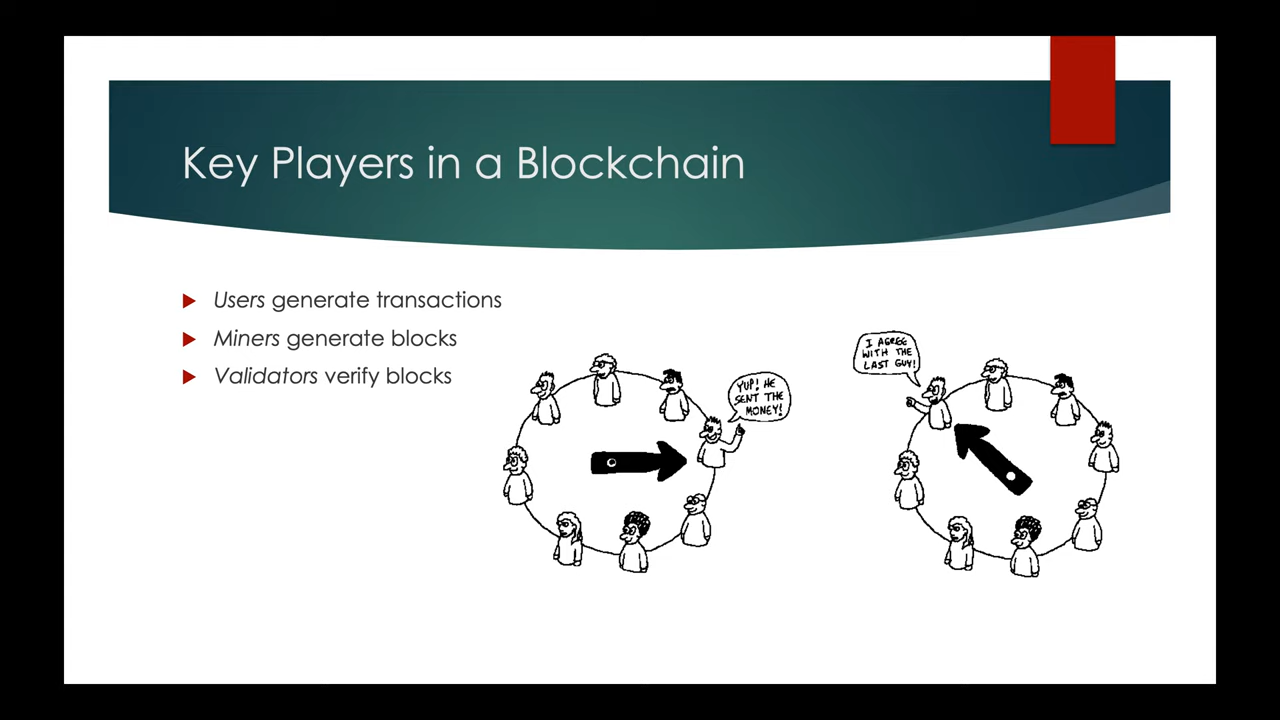 Key Players in a Blockchain
Users generate transactions
Miners generate blocks
Validators verify blocks
YUP! HE
SENT THE
MONEY!
I AGREE
WITH THE
LAST GUY!